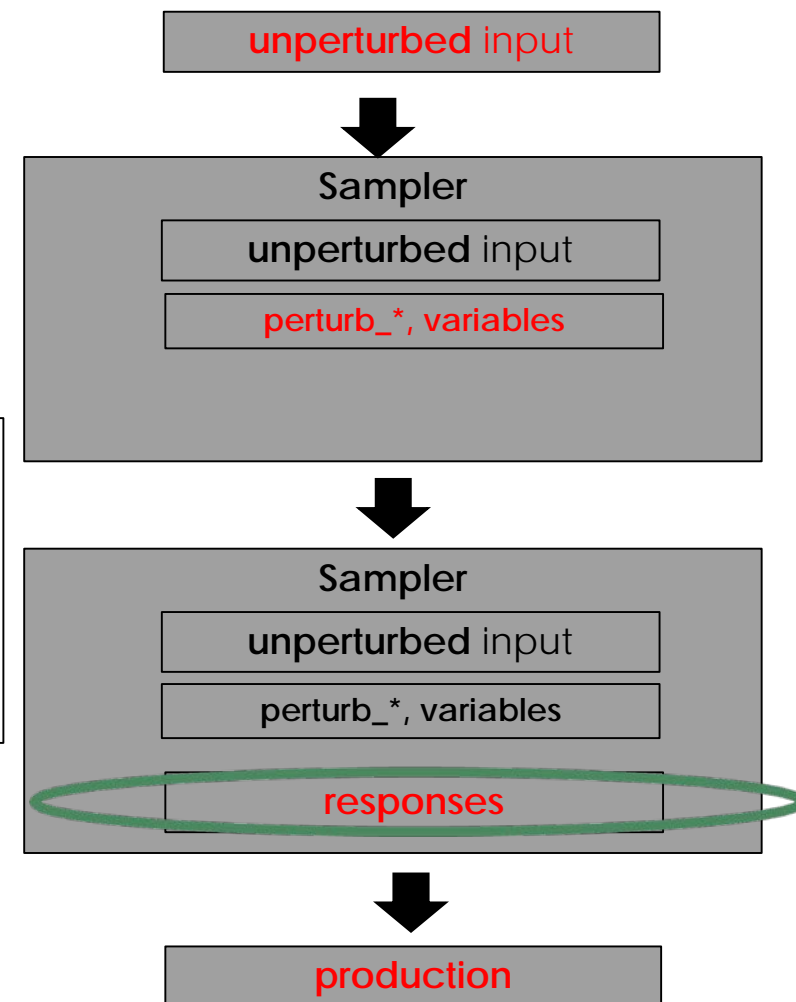 unperturbed input
Sampler
unperturbed input
perturb_*, variables
Sampler
unperturbed input
perturb_*, variables
responses
production